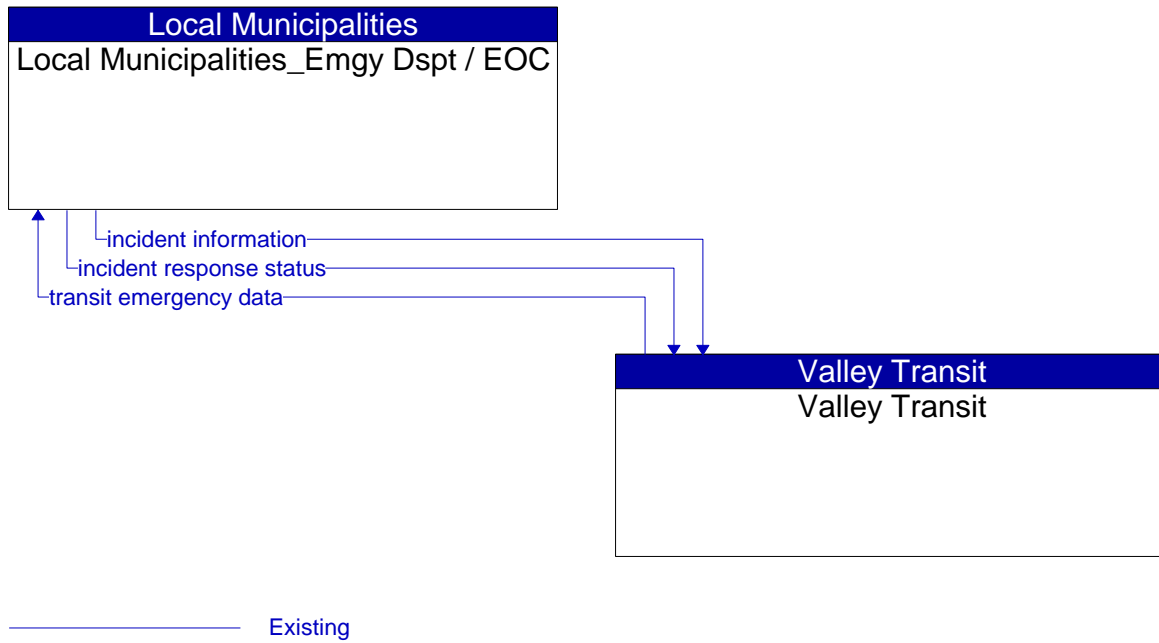 Local Municipalities
Local Municipalities_Emgy Dspt / EOC
incident information
incident response status
transit emergency data
Valley Transit
Valley Transit
Existing